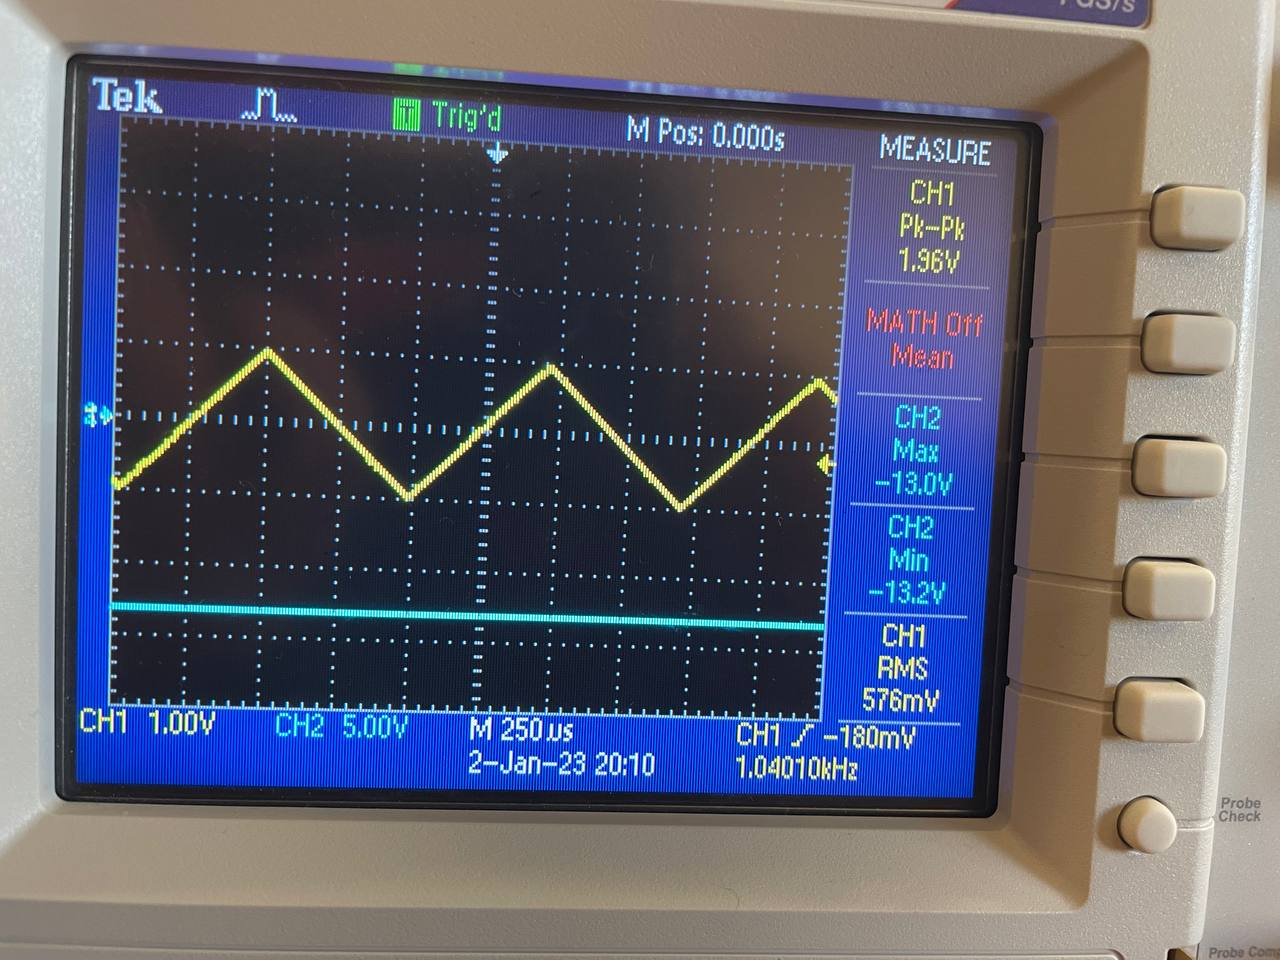 Tek
Trig'd
M Pos: 0.000s
MEASURE
CH1
Pk-Pk
1.96V
MATH Off
Mean
CH2
Max
-13.0V
CH2
Min
-13.2V
CH1
RMS
576mV
CH1 1.00V
CH2 5.00V
M 250µs
CH1 -180mV
2-Jan-23 20:10
1.04010kHz
Probe
Check